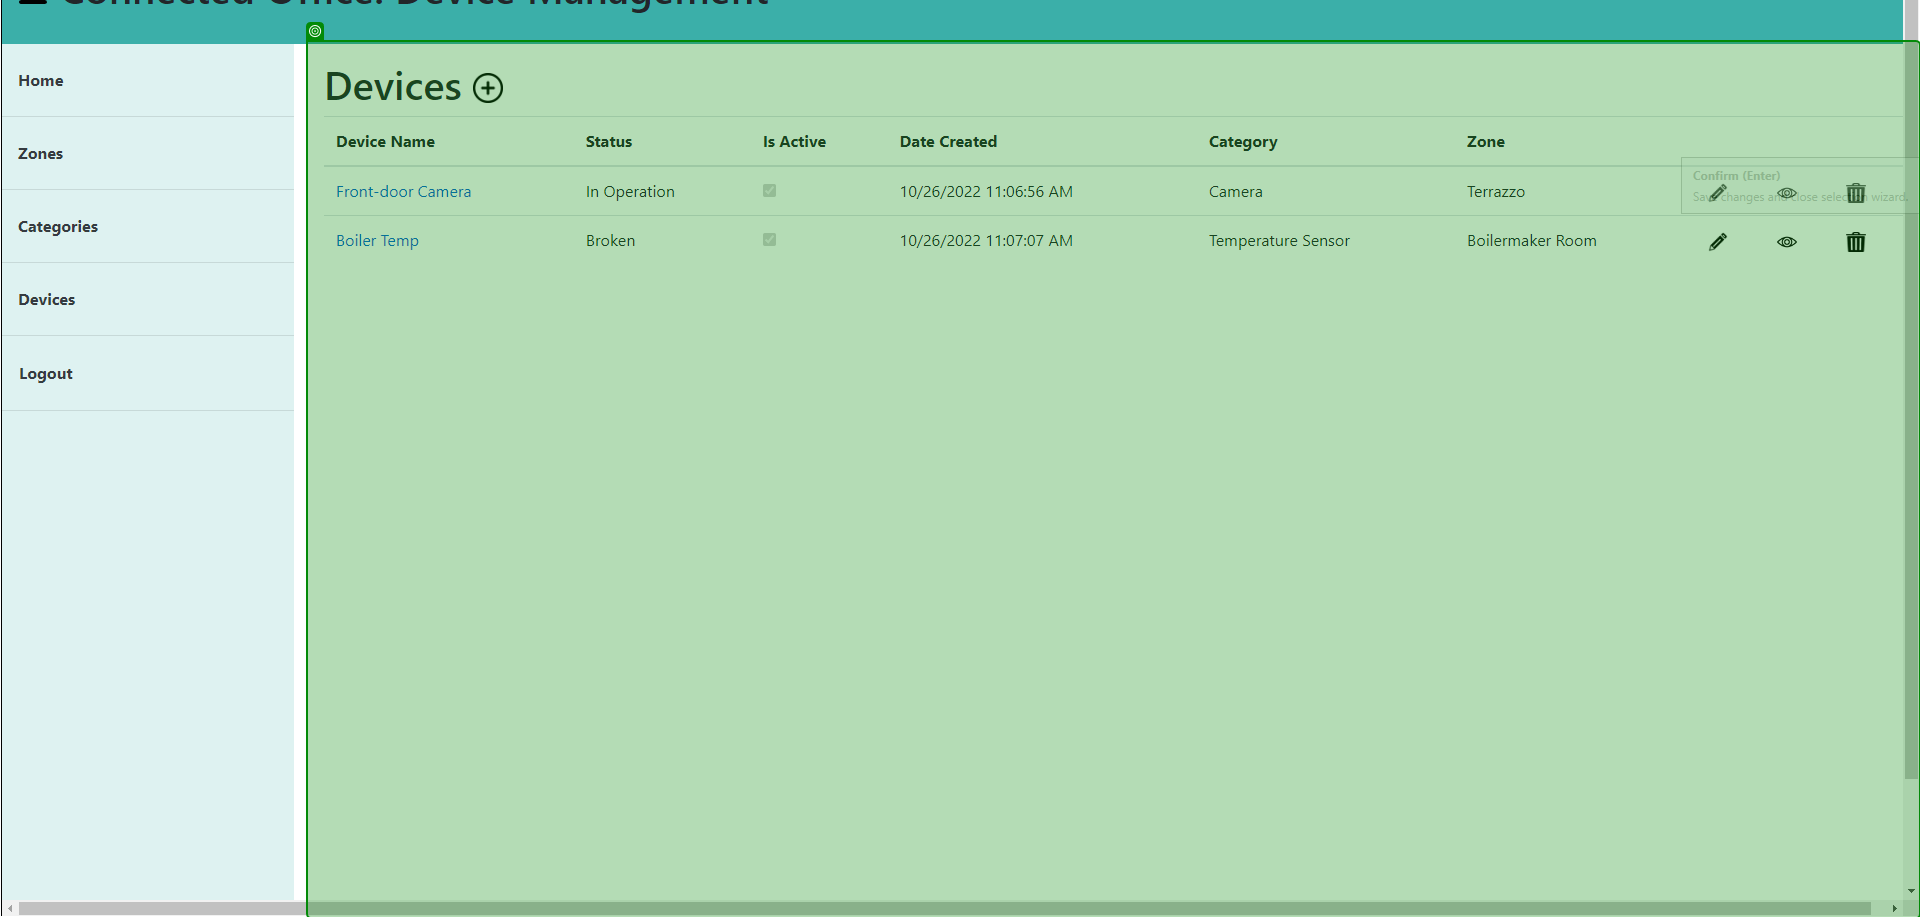 Connected Office: Device Management
Home
Zones
Categories
Devices
Logout
Devices
Device Name Status Is Active Date Created Category Zone
Front-door Camera In Operation 10/26/2022 11:06:56 AM Camera Terrazzo
Confirm (Enter)
Save changes and close selection wizard.
Boiler Temp Broken 10/26/2022 11:07:07 AM Temperature Sensor Boilermaker Room